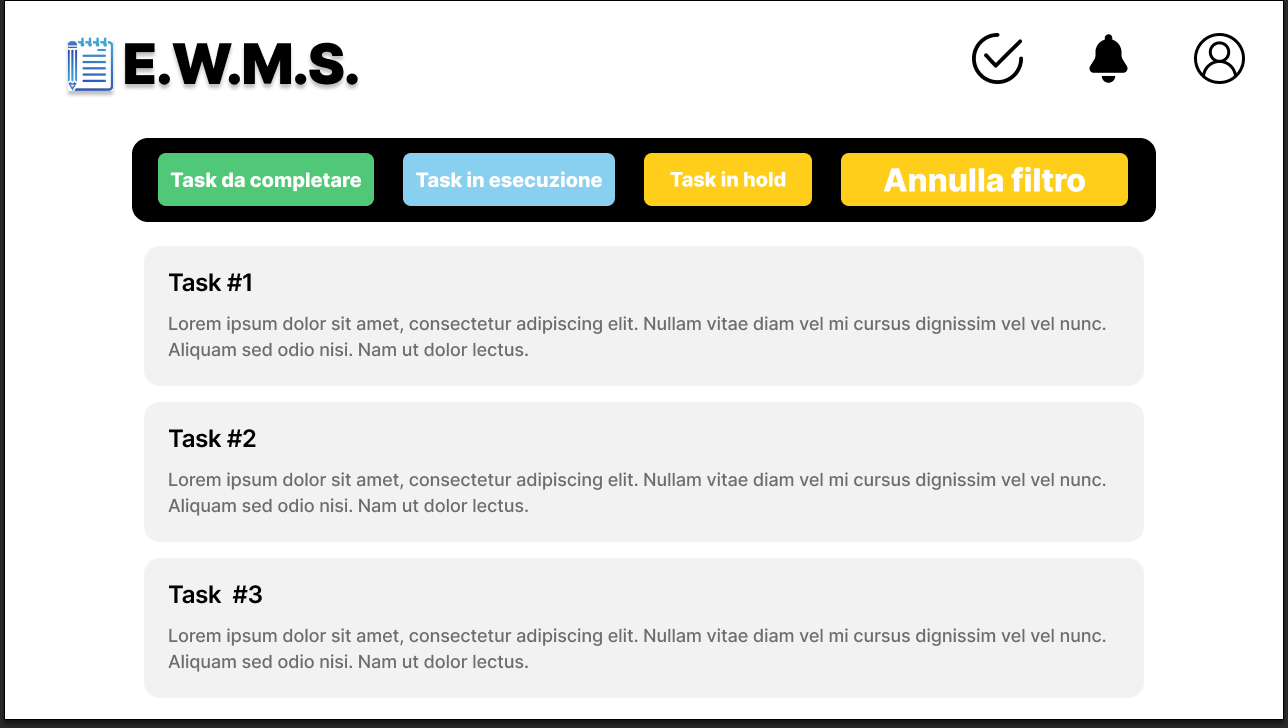 E.W.M.S.
Task da completare
Task in esecuzione
Task in hold
Annulla filtro
Task #1
Lorem ipsum dolor sit amet, consectetur adipiscing elit. Nullam vitae diam vel mi cursus dignissim vel vel nunc.
Aliquam sed odio nisi. Nam ut dolor lectus.
Task #2
Lorem ipsum dolor sit amet, consectetur adipiscing elit. Nullam vitae diam vel mi cursus dignissim vel vel nunc.
Aliquam sed odio nisi. Nam ut dolor lectus.
Task  #3
Lorem ipsum dolor sit amet, consectetur adipiscing elit. Nullam vitae diam vel mi cursus dignissim vel vel nunc.
Aliquam sed odio nisi. Nam ut dolor lectus.